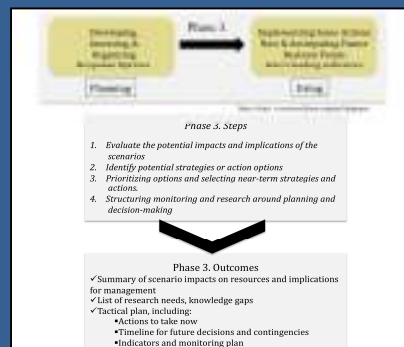 Phase 3.
Developing,
Planning
Doing
Phase 3. Steps
1. Evaluate the potential impacts and implications of the
scenarios
2. Identify potential strategies or action options
3. Prioritizing options and selecting near-term strategies and
actions.
4. Structuring monitoring and research around planning and
decision-making
Phase 3. Outcomes
✓Summary of scenario impacts on resources and implications
for management
✓List of research needs, knowledge gaps
✓Tactical plan, including:
▪Actions to take now
▪Timeline for future decisions and contingencies
▪Indicators and monitoring plan